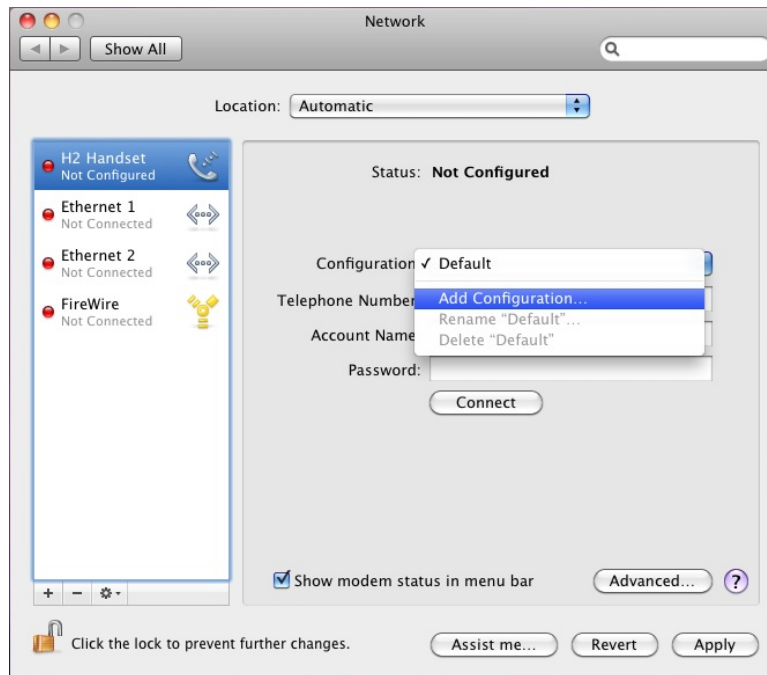 Network
Show All
Location: Automatic
H2 Handset
Not Configured
Ethernet 1
Not Connected
Ethernet 2
Not Connected
FireWire
Not Connected
Status: Not Configured
Configuration ✓ Default
Add Configuration...
Telephone Number
Rename “Default”...
Account Name
Delete “Default”
Password:
Connect
Show modem status in menu bar
Advanced... ?
Click the lock to prevent further changes.
Assist me... Revert Apply